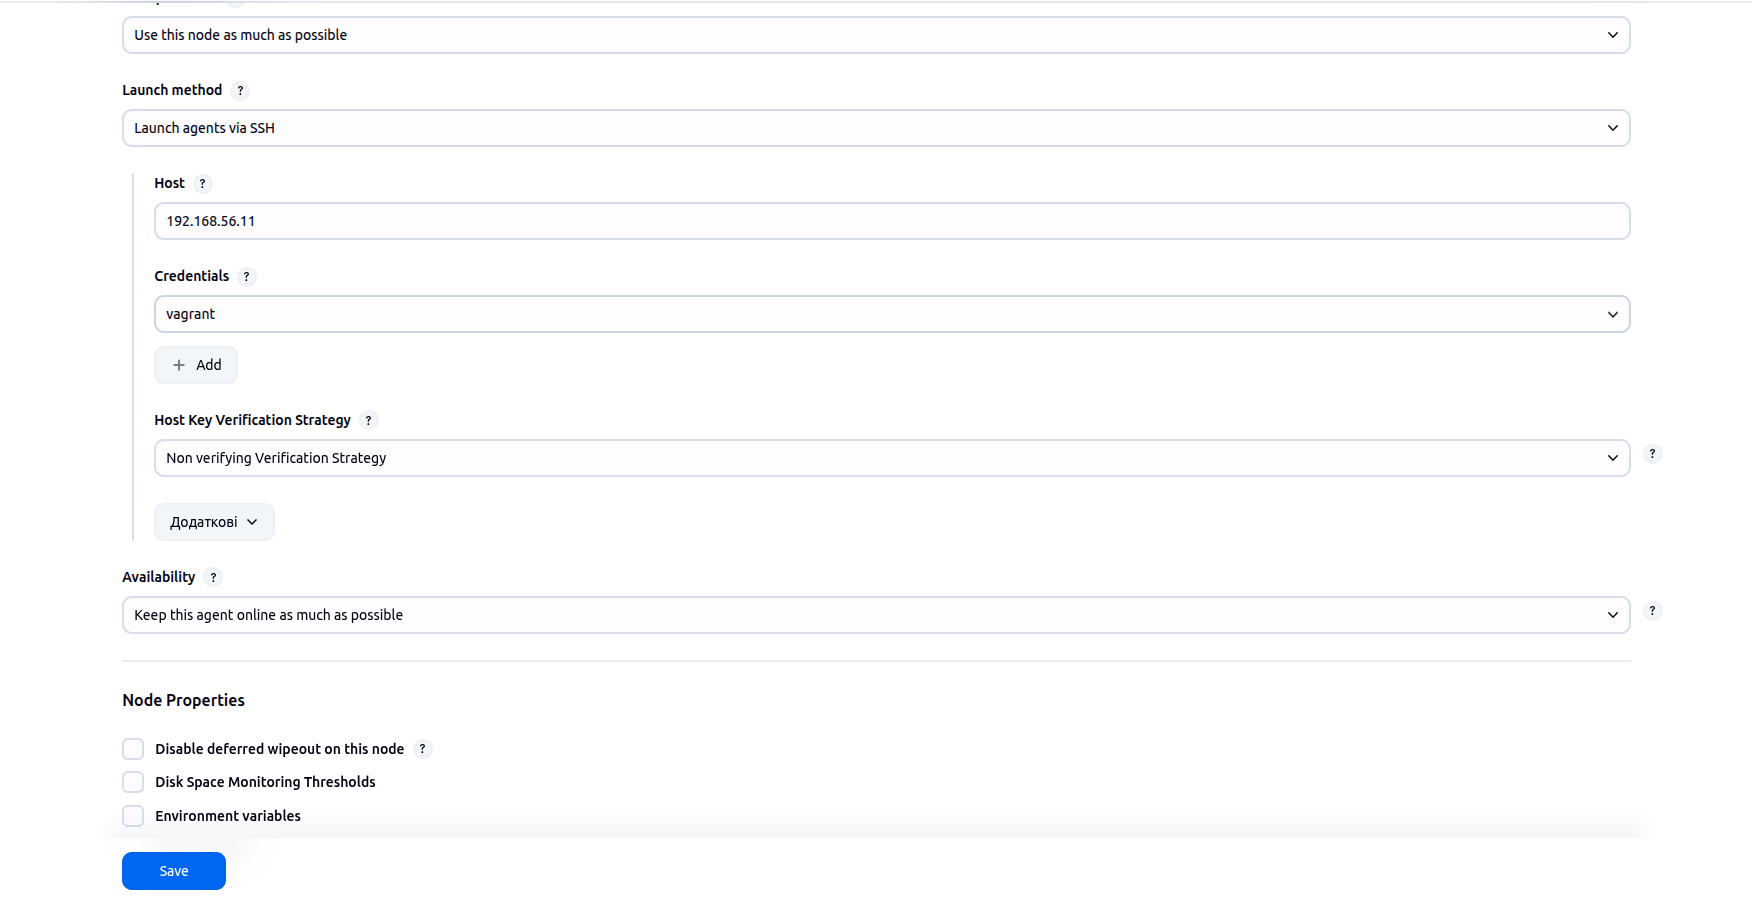 Use this node as much as possible
Launch method ?
Launch agents via SSH
Host ?
192.168.56.11
Credentials ?
vagrant
+ Add
Host Key Verification Strategy ?
Non verifying Verification Strategy
?
Додаткові
Availability ?
Keep this agent online as much as possible
?
Node Properties
Disable deferred wipeout on this node ?
Disk Space Monitoring Thresholds
Environment variables
Save